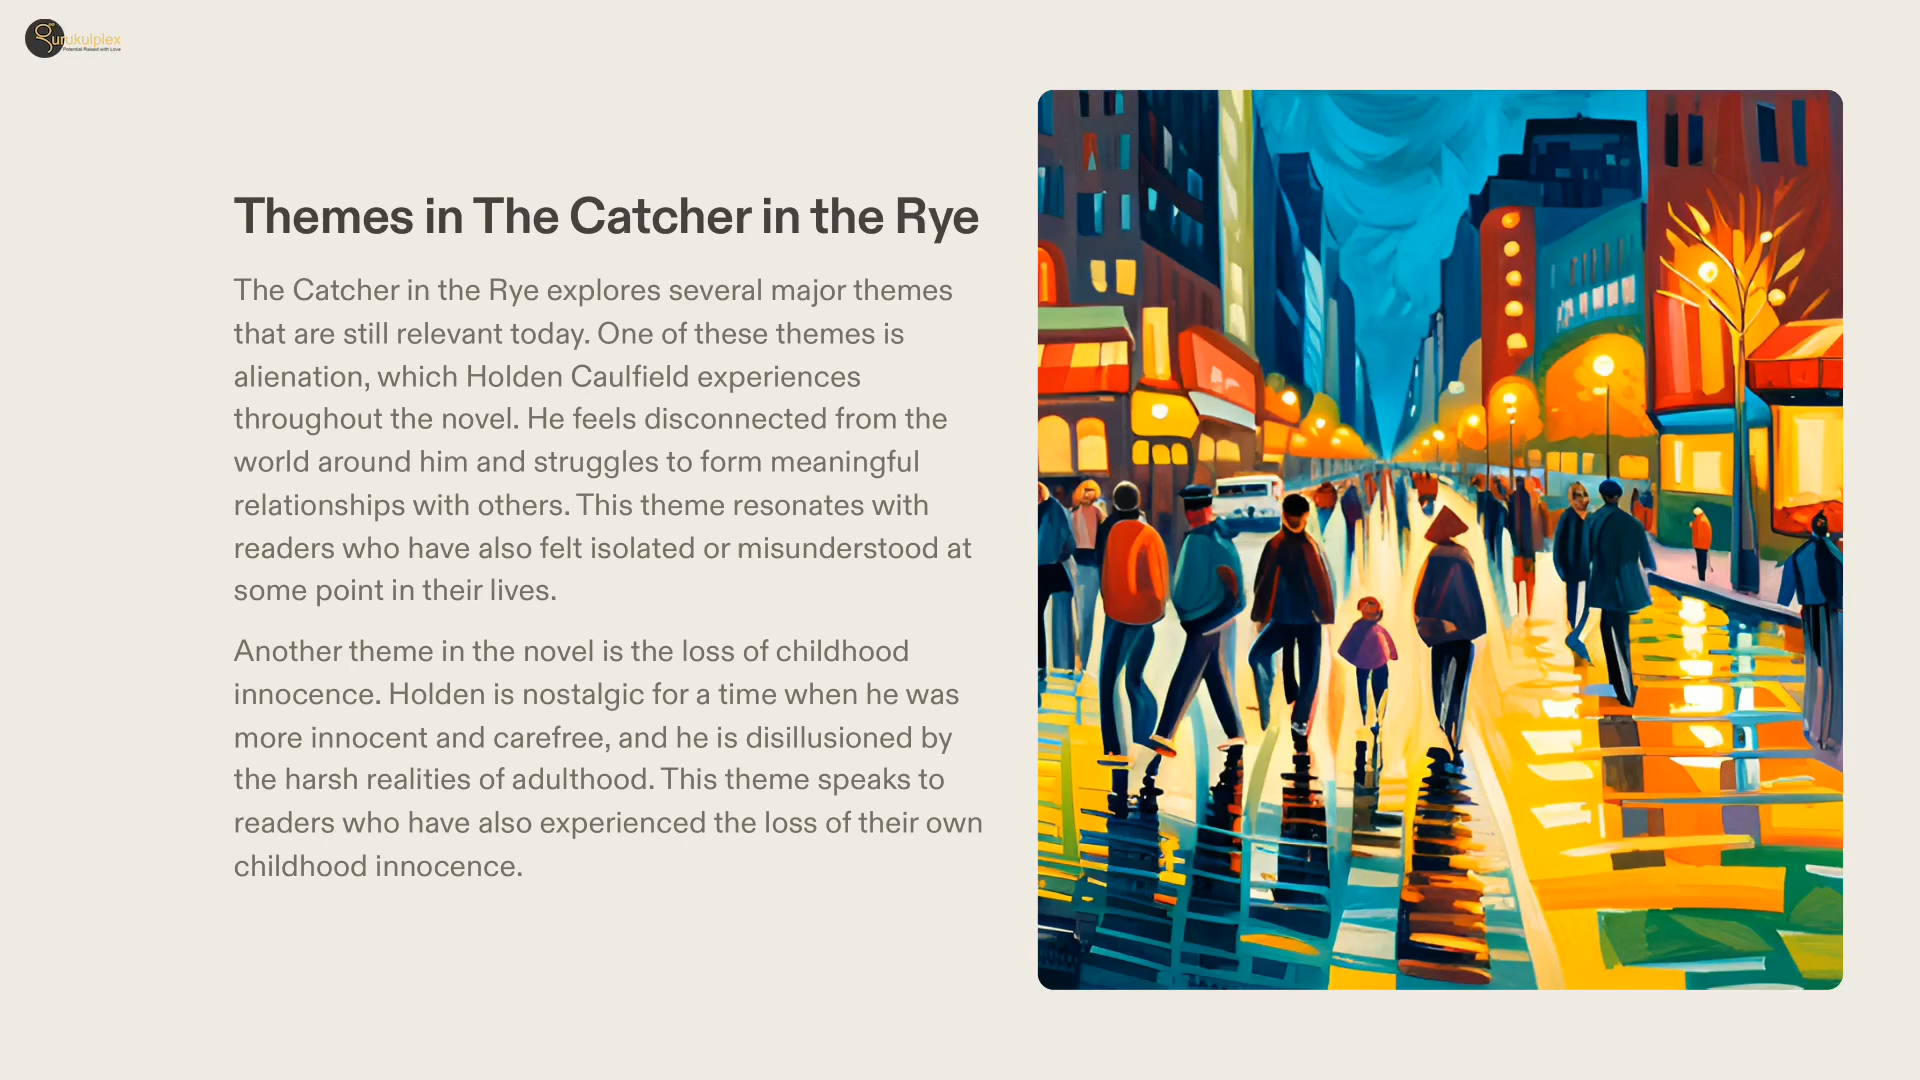 gurukulplex
Potential Raised with Love
Themes in The Catcher in the Rye
The Catcher in the Rye explores several major themes
that are still relevant today. One of these themes is
alienation, which Holden Caulfield experiences
throughout the novel. He feels disconnected from the
world around him and struggles to form meaningful
relationships with others. This theme resonates with
readers who have also felt isolated or misunderstood at
some point in their lives.
Another theme in the novel is the loss of childhood
innocence. Holden is nostalgic for a time when he was
more innocent and carefree, and he is disillusioned by
the harsh realities of adulthood. This theme speaks to
readers who have also experienced the loss of their own
childhood innocence.